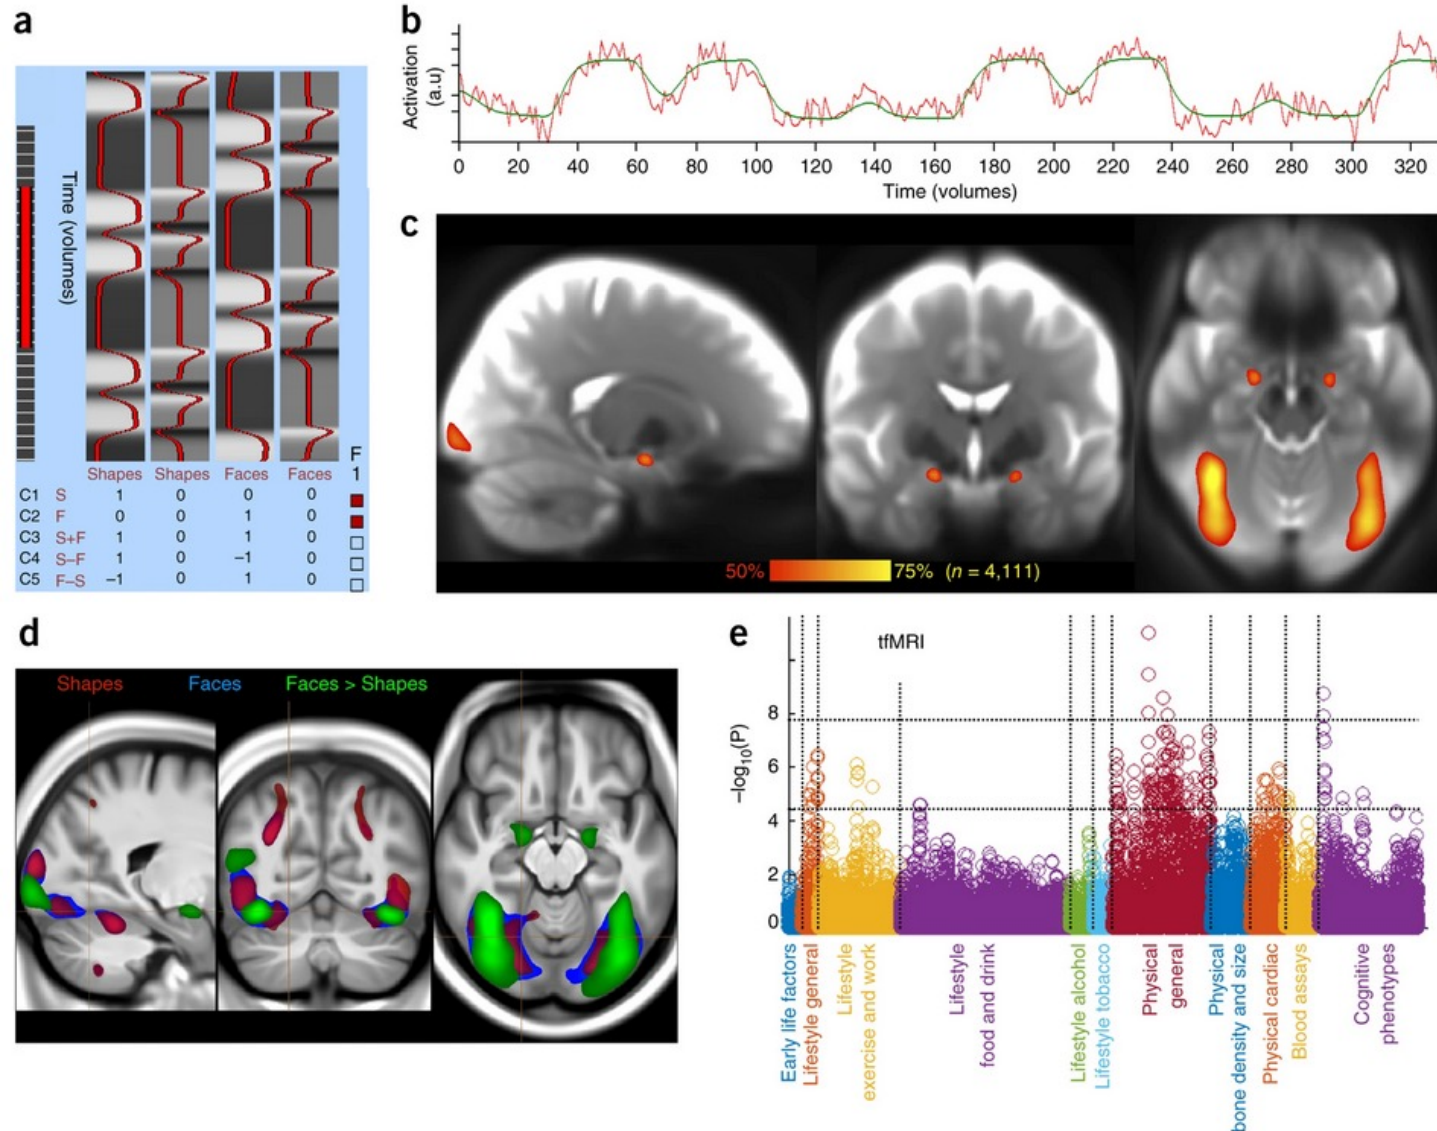 a
Time (volumes)
Shapes Shapes Faces Faces
F
1
C1 S 1 0 0 0
C2 F 0 0 1 0
C3 S+F 1 0 1 0
C4 S–F 1 0 –1 0
C5 F–S –1 0 1 0
b
Activation
(a.u)
0 20 40 60 80 100 120 140 160 180 200 220 240 260 280 300 320
Time (volumes)
c
50% 75% (n = 4,111)
d
Shapes Faces Faces > Shapes
e
tfMRI
–log10(P)
8
6
4
2
0
Early life factors
Lifestyle general
Lifestyle
exercise and work
Lifestyle
food and drink
Lifestyle alcohol
Lifestyle tobacco
Physical
general
Physical
bone density and size
Physical cardiac
Blood assays
Cognitive
phenotypes